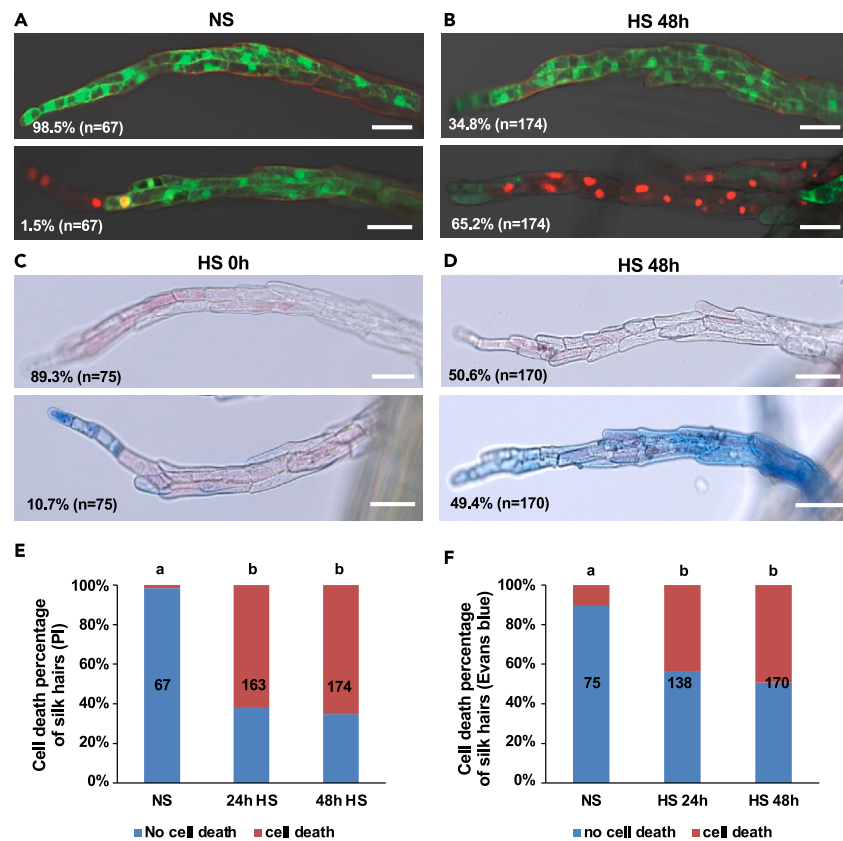 A
NS
98.5% (n=67)
1.5% (n=67)
B
HS 48h
34.8% (n=174)
65.2% (n=174)
C
HS 0h
89.3% (n=75)
10.7% (n=75)
D
HS 48h
50.6% (n=170)
49.4% (n=170)
E
Cell death percentage
of silk hairs (PI)
a b b
100%
80%
60%
40%
20%
0%
67 163 174
NS 24h HS 48h HS
No cell death cell death
F
Cell death percentage
of silk hairs (Evans blue)
a b b
100%
80%
60%
40%
20%
0%
75 138 170
NS HS 24h HS 48h
no cell death cell death